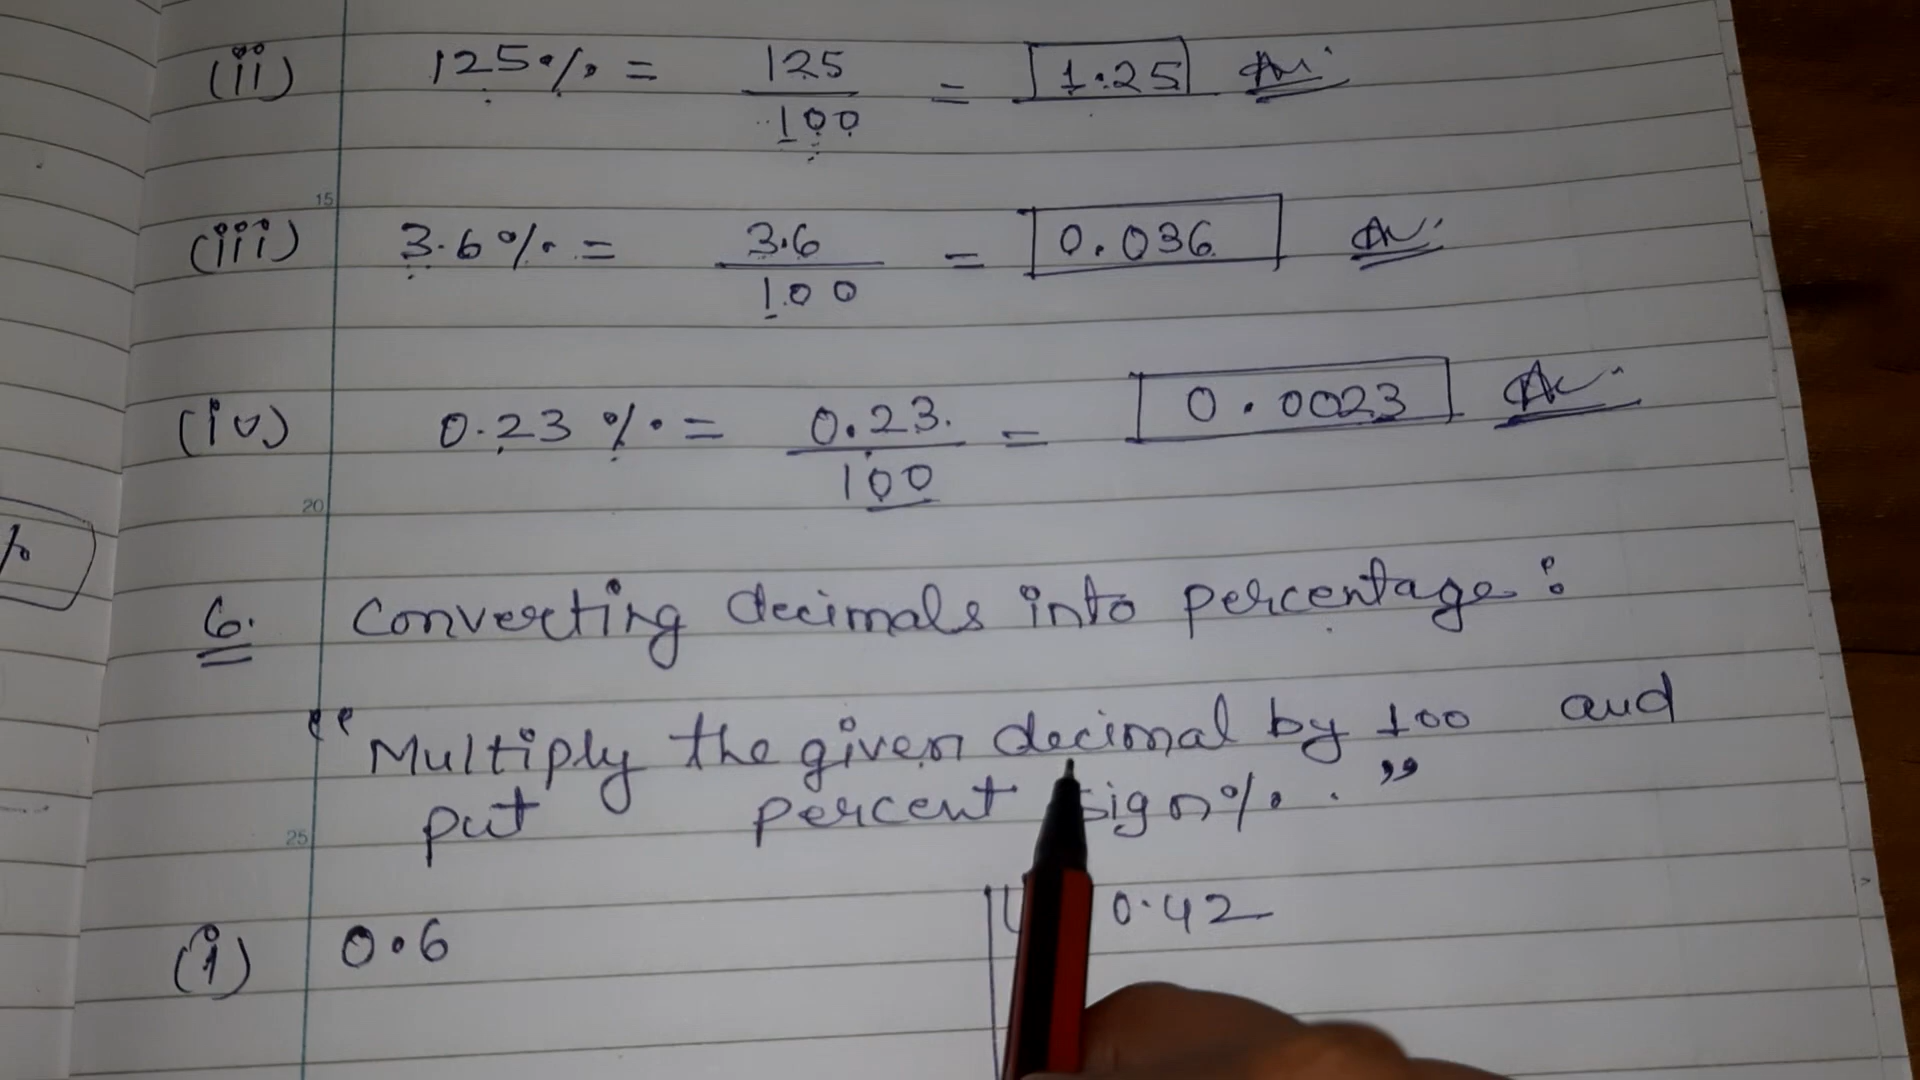 (ii) 125% = 125/100 = 1.25 Ans.
15
(iii) 3.6% = 3.6/100 = 0.036 Ans.
(iv) 0.23% = 0.23/100 = 0.0023 Ans.
20
%
6. Converting decimals into percentage :
"Multiply the given decimal by 100 and
put percent sign %."
25
(i) 0.6 0.42